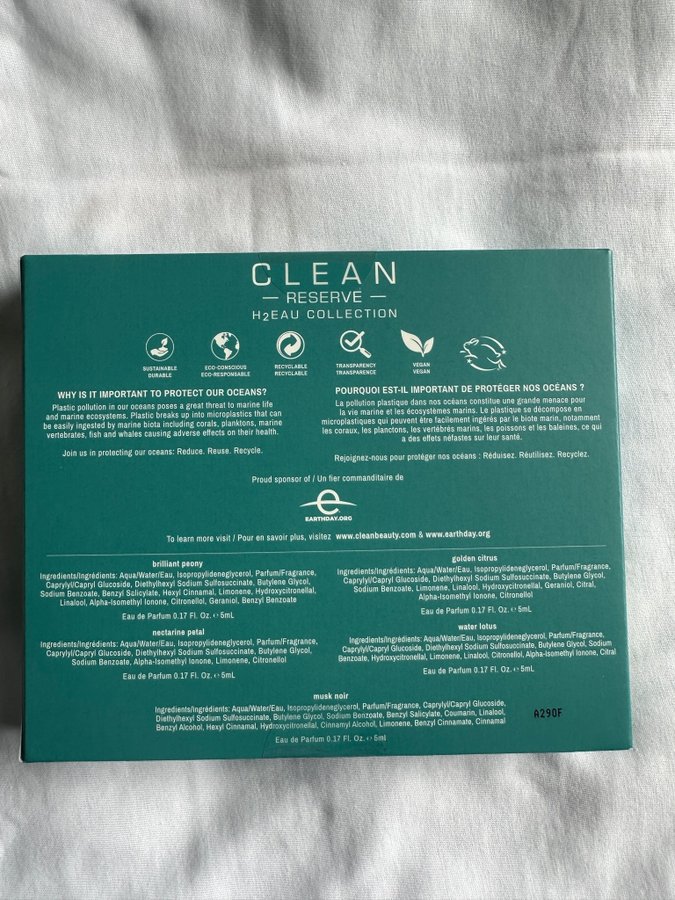 CLEAN
— RESERVE —
H2EAU COLLECTION
SUSTAINABLE
DURABLE
ECO-CONSCIOUS
ECO-RESPONSABLE
RECYCLABLE
RECYCLABLE
TRANSPARENCY
TRANSPARENCE
VEGAN
VEGAN
WHY IS IT IMPORTANT TO PROTECT OUR OCEANS?
Plastic pollution in our oceans poses a great threat to marine life
and marine ecosystems. Plastic breaks up into microplastics that can
be easily ingested by marine biota including corals, planktons, marine
vertebrates, fish and whales causing adverse effects on their health.
Join us in protecting our oceans: Reduce. Reuse. Recycle.
POURQUOI EST-IL IMPORTANT DE PROTÉGER NOS OCÉANS ?
La pollution plastique dans nos océans constitue une grande menace pour
la vie marine et les écosystèmes marins. Le plastique se décompose en
microplastiques qui peuvent être facilement ingérés par le biote marin, notamment
les coraux, les planctons, les vertébrés marins, les poissons et les baleines, ce qui
a des effets néfastes sur leur santé.
Rejoignez-nous pour protéger nos océans : Réduisez. Réutilisez. Recyclez.
Proud sponsor of / Un fier commanditaire de
EARTHDAY.ORG
To learn more visit / Pour en savoir plus, visitez www.cleanbeauty.com & www.earthday.org
brilliant peony
Ingredients/Ingrédients: Aqua/Water/Eau, Isopropylideneglycerol, Parfum/Fragrance,
Caprylyl/Capryl Glucoside, Diethylhexyl Sodium Sulfosuccinate, Butylene Glycol,
Sodium Benzoate, Benzyl Salicylate, Hexyl Cinnamal, Limonene, Hydroxycitronellal,
Linalool, Alpha-Isomethyl Ionone, Citronellol, Geraniol, Benzyl Benzoate
Eau de Parfum 0.17 Fl. Oz. e 5mL
golden citrus
Ingredients/Ingrédients: Aqua/Water/Eau, Isopropylideneglycerol, Parfum/Fragrance,
Caprylyl/Capryl Glucoside, Diethylhexyl Sodium Sulfosuccinate, Butylene Glycol,
Sodium Benzoate, Limonene, Linalool, Hydroxycitronellal, Geraniol, Citral,
Alpha-Isomethyl Ionone, Citronellol
Eau de Parfum 0.17 Fl. Oz. e 5mL
nectarine petal
Ingredients/Ingrédients: Aqua/Water/Eau, Isopropylideneglycerol, Parfum/Fragrance,
Caprylyl/Capryl Glucoside, Diethylhexyl Sodium Sulfosuccinate, Butylene Glycol,
Sodium Benzoate, Alpha-Isomethyl Ionone, Limonene, Citronellol
Eau de Parfum 0.17 Fl. Oz. e 5mL
water lotus
Ingredients/Ingrédients: Aqua/Water/Eau, Isopropylideneglycerol, Parfum/Fragrance,
Caprylyl/Capryl Glucoside, Diethylhexyl Sodium Sulfosuccinate, Butylene Glycol, Sodium
Benzoate, Hydroxycitronellal, Limonene, Linalool, Citronellol, Alpha-Isomethyl Ionone, Citral
Eau de Parfum 0.17 Fl. Oz. e 5mL
musk noir
Ingredients/Ingrédients: Aqua/Water/Eau, Isopropylideneglycerol, Parfum/Fragrance, Caprylyl/Capryl Glucoside,
Diethylhexyl Sodium Sulfosuccinate, Butylene Glycol, Sodium Benzoate, Benzyl Salicylate, Coumarin, Linalool,
Benzyl Alcohol, Hexyl Cinnamal, Hydroxycitronellal, Cinnamyl Alcohol, Limonene, Benzyl Cinnamate, Cinnamal
Eau de Parfum 0.17 Fl. Oz. e 5mL
A290F